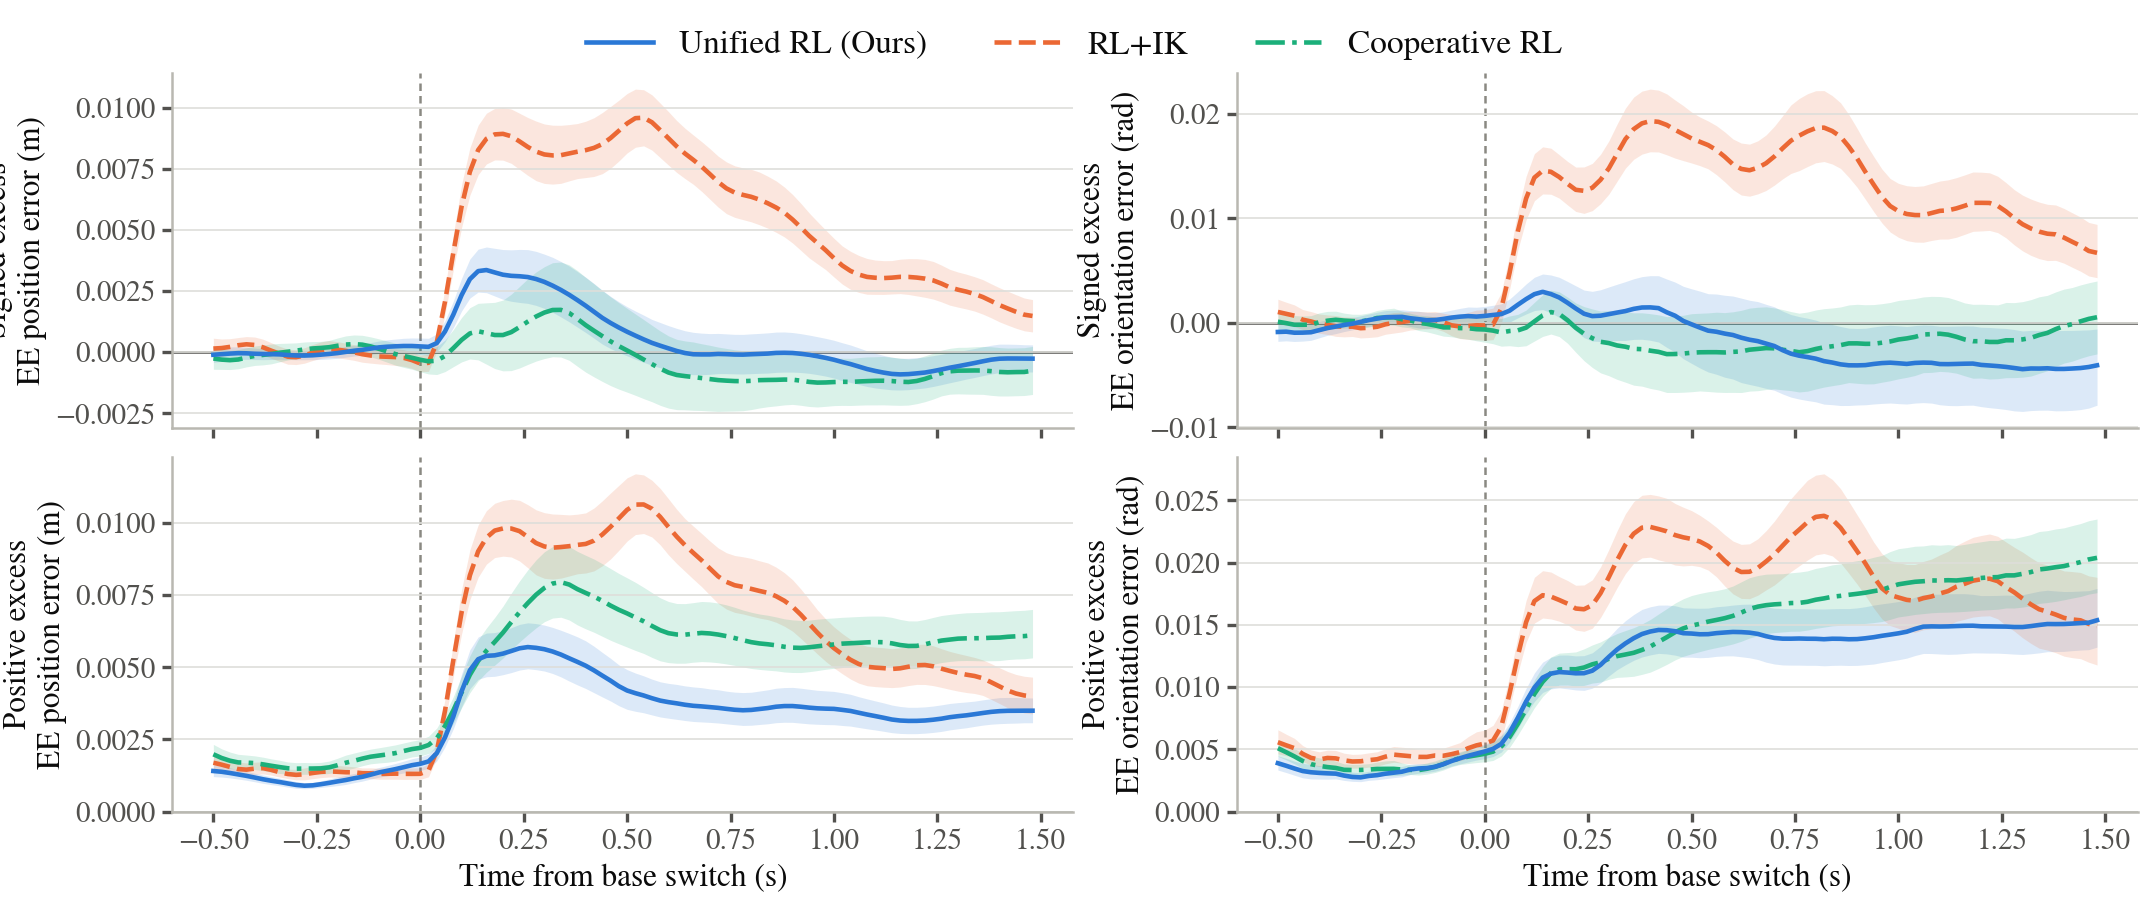 Unified RL (Ours) RL+IK Cooperative RL
EE position error (m)
0.0100
0.0075
0.0050
0.0025
0.0000
−0.0025
Signed excess
EE orientation error (rad)
0.02
0.01
0.00
−0.01
Positive excess
EE position error (m)
0.0100
0.0075
0.0050
0.0025
0.0000
−0.50 −0.25 0.00 0.25 0.50 0.75 1.00 1.25 1.50
Time from base switch (s)
Positive excess
EE orientation error (rad)
0.025
0.020
0.015
0.010
0.005
0.000
−0.50 −0.25 0.00 0.25 0.50 0.75 1.00 1.25 1.50
Time from base switch (s)